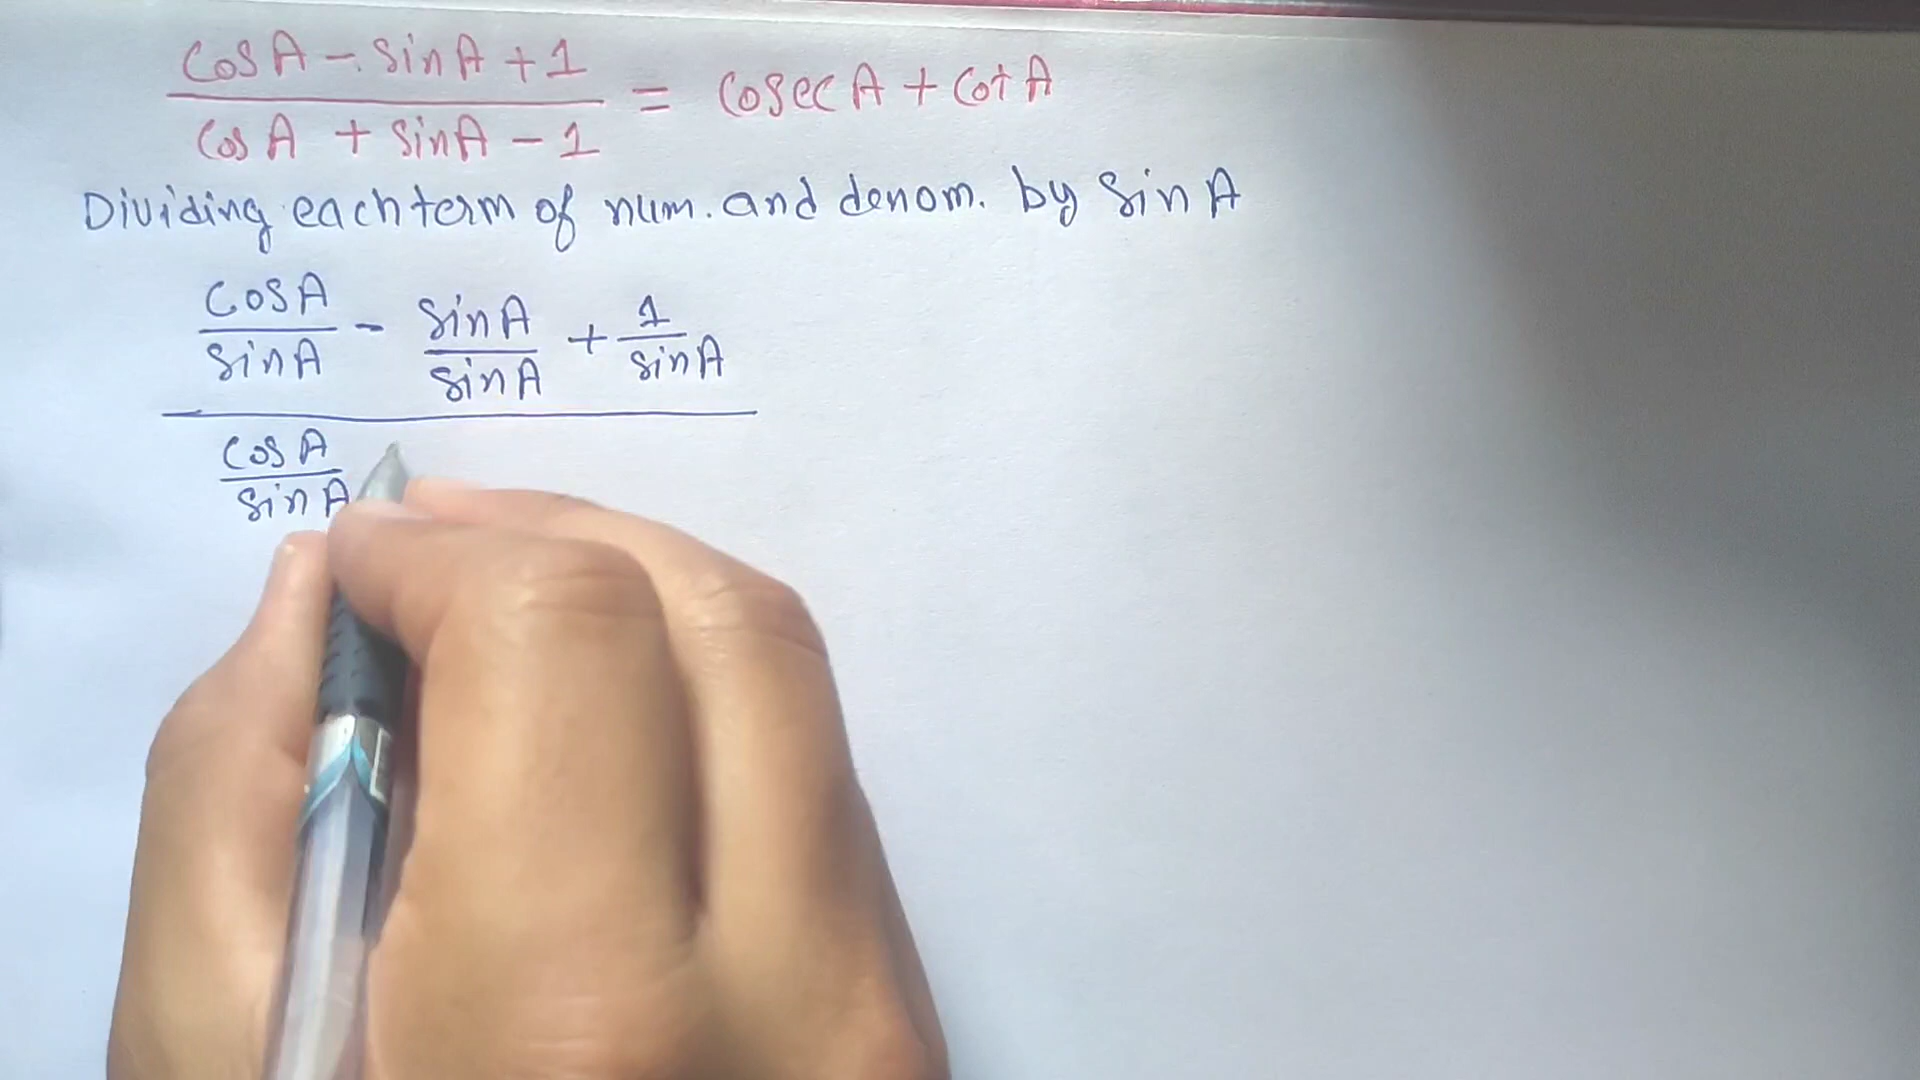 cosA - sinA + 1
cosA + sinA - 1
= cosecA + cotA
Dividing each term of num. and denom. by sinA
cosA/sinA - sinA/sinA + 1/sinA
cosA/sinA